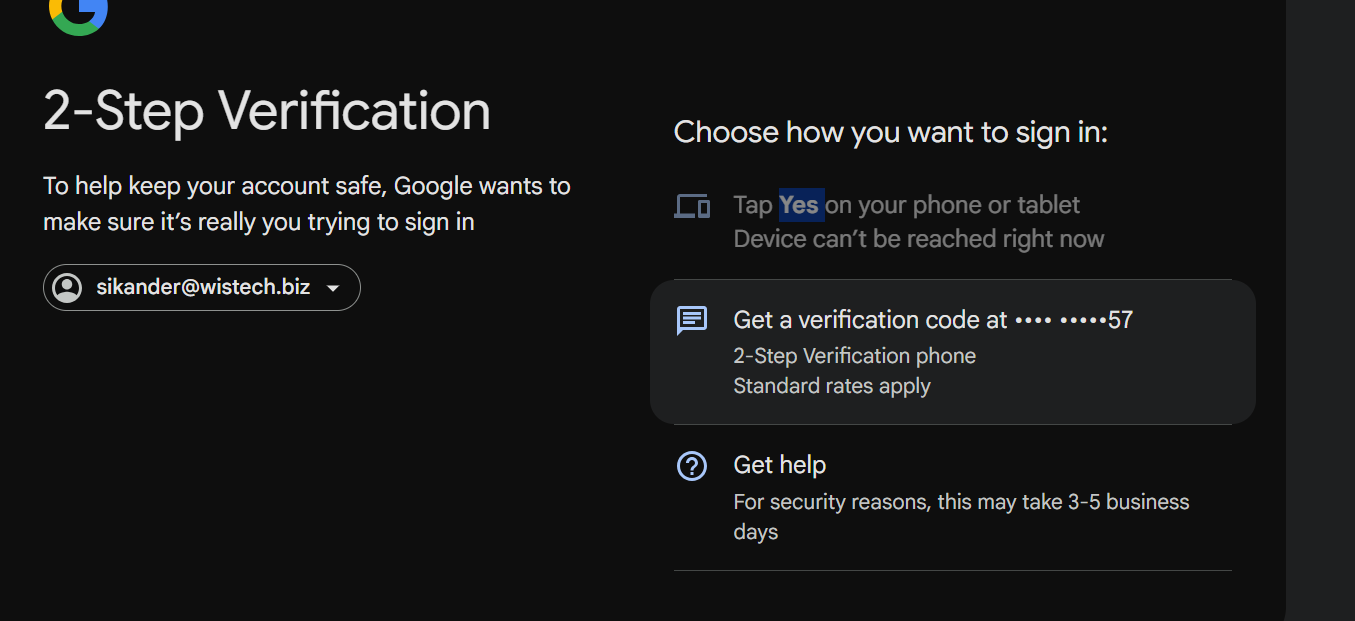 2-Step Verification
To help keep your account safe, Google wants to
make sure it’s really you trying to sign in
sikander@wistech.biz
Choose how you want to sign in:
Tap Yes on your phone or tablet
Device can’t be reached right now
Get a verification code at •••• •••••57
2-Step Verification phone
Standard rates apply
Get help
For security reasons, this may take 3-5 business
days